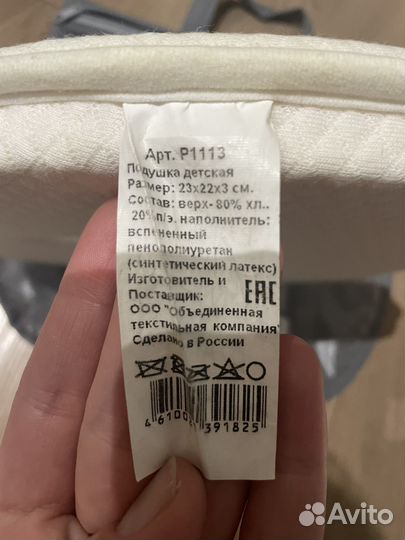 Арт. Р1113
Подушка детская
Размер: 23х22х3 см.
Состав: верх- 80% хл..
20% п/э. наполнитель:
вспененный
пенополиуретан
(синтетический латекс)
Изготовитель и
Поставщик:
ООО "Объединенная
текстильная компания"
Сделано в России
ЕАС
391825
Avito